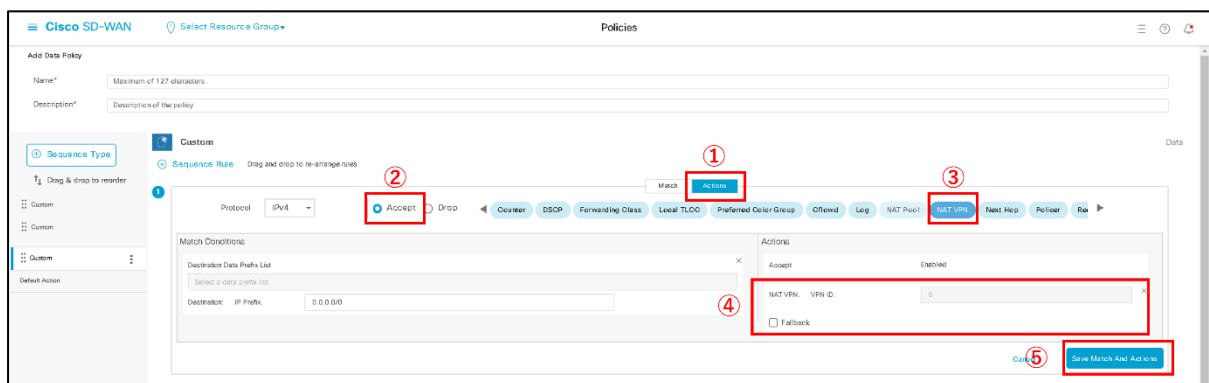 Cisco SD-WAN
Select Resource Group
Policies
Add Data Policy
Name*
Maximum of 127 characters
Description*
Description of the policy
Sequence Type
Drag & drop to reorder
Custom
Custom
Custom
Default Action
Custom
Data
Sequence Rule Drag and drop to re-arrange rules
①
②
③
Match Actions
1
Protocol IPv4
Accept Drop
Counter DSCP Forwarding Class Local TLOC Preferred Color Group Cflowd Log NAT Pool NAT VPN Next Hop Policer
Match Conditions
Actions
Destination Data Prefix List
Select a data prefix list
Destination: IP Prefix 0.0.0.0/0
Accept Enabled
④
NAT VPN: VPN ID: 0
Fallback
⑤
Save Match And Actions